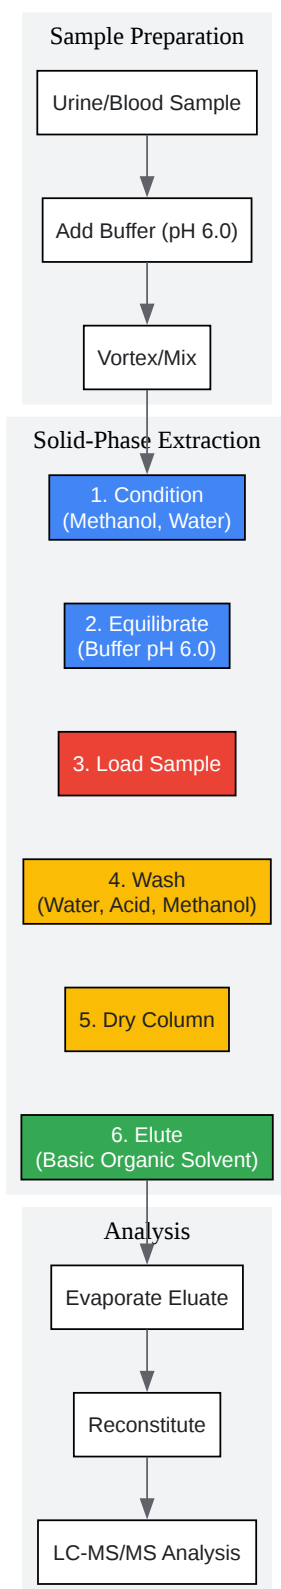 Sample Preparation
Urine/Blood Sample
Add Buffer (pH 6.0)
Vortex/Mix
Solid-Phase Extraction
1. Condition
(Methanol, Water)
2. Equilibrate
(Buffer pH 6.0)
3. Load Sample
4. Wash
(Water, Acid, Methanol)
5. Dry Column
6. Elute
(Basic Organic Solvent)
Analysis
Evaporate Eluate
Reconstitute
LC-MS/MS Analysis